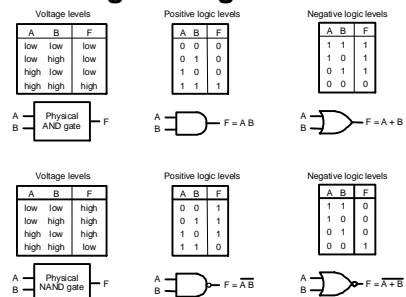 Voltage levels
A B F
low low low
low high low
high low low
high high high
A
B
Physical
AND gate
F
Positive logic levels
A B F
0 0 0
0 1 0
1 0 0
1 1 1
A
B
F = A B
Negative logic levels
A B F
1 1 1
1 0 1
0 1 1
0 0 0
A
B
F = A + B
Voltage levels
A B F
low low high
low high high
high low high
high high low
A
B
Physical
NAND gate
F
Positive logic levels
A B F
0 0 1
0 1 1
1 0 1
1 1 0
A
B
F = A̅ B̅
Negative logic levels
A B F
1 1 0
1 0 0
0 1 0
0 0 1
A
B
F = A̅ +̅ B̅